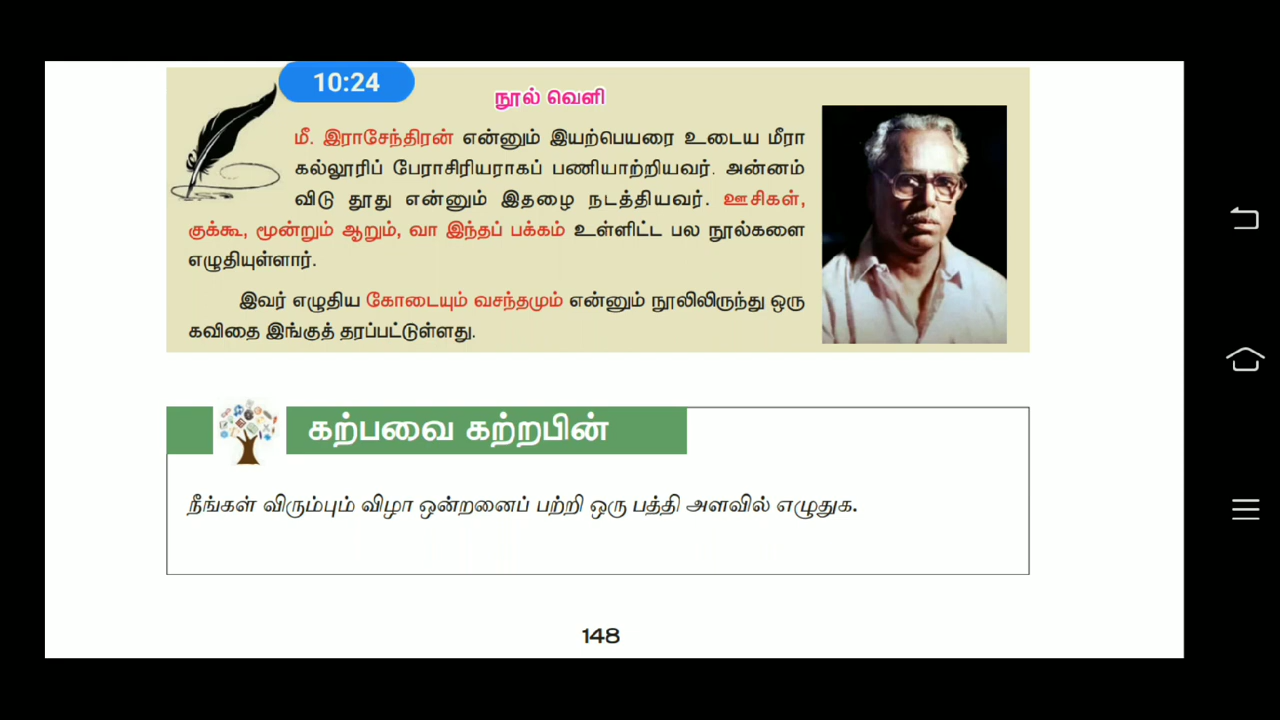 10:24
நூல் வெளி
மீ. இராசேந்திரன் என்னும் இயற்பெயரை உடைய மீரா
கல்லூரிப் பேராசிரியராகப் பணியாற்றியவர். அன்னம்
விடு தூது என்னும் இதழை நடத்தியவர். ஊசிகள்,
குக்கூ, மூன்றும் ஆறும், வா இந்தப் பக்கம் உள்ளிட்ட பல நூல்களை
எழுதியுள்ளார்.
இவர் எழுதிய கோடையும் வசந்தமும் என்னும் நூலிலிருந்து ஒரு
கவிதை இங்குத் தரப்பட்டுள்ளது.
கற்பவை கற்றபின்
நீங்கள் விரும்பும் விழா ஒன்றனைப் பற்றி ஒரு பத்தி அளவில் எழுதுக.
148